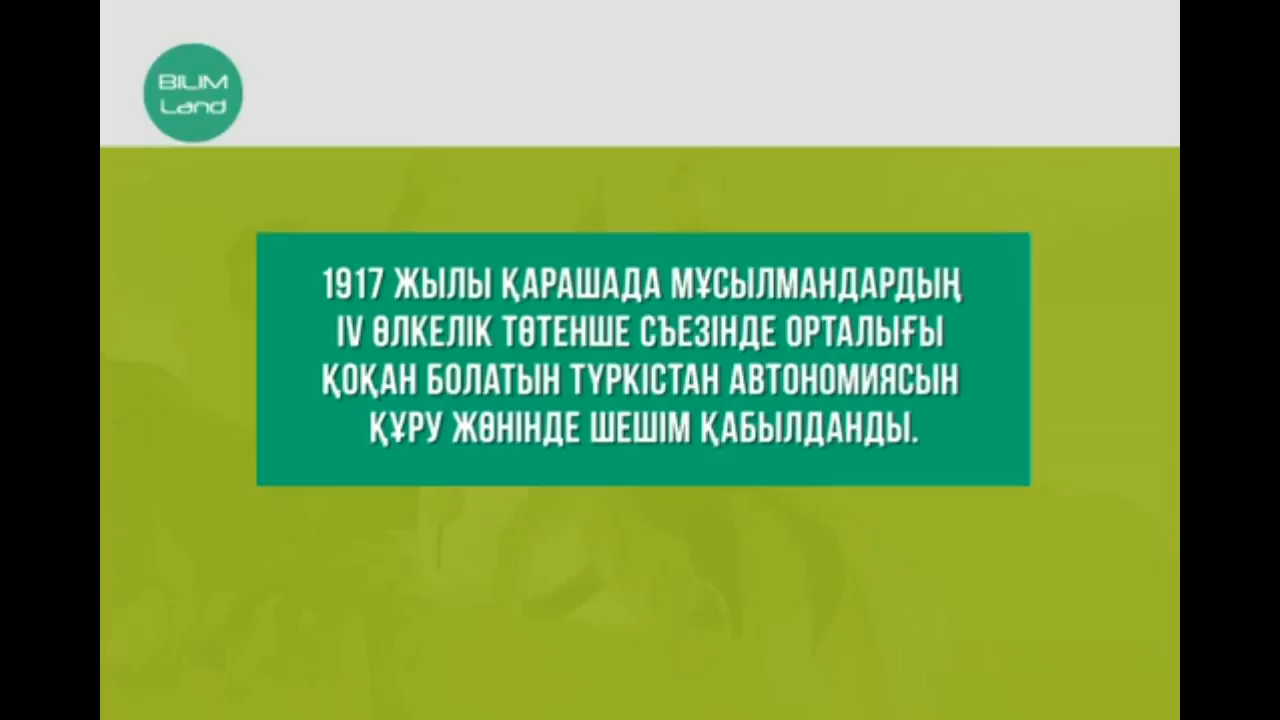 BILIM
Land
1917 ЖЫЛЫ ҚАРАШАДА МҰСЫЛМАНДАРДЫҢ
IV ӨЛКЕЛІК ТӨТЕНШЕ СЪЕЗІНДЕ ОРТАЛЫҒЫ
ҚОҚАН БОЛАТЫН ТҮРКІСТАН АВТОНОМИЯСЫН
ҚҰРУ ЖӨНІНДЕ ШЕШІМ ҚАБЫЛДАНДЫ.